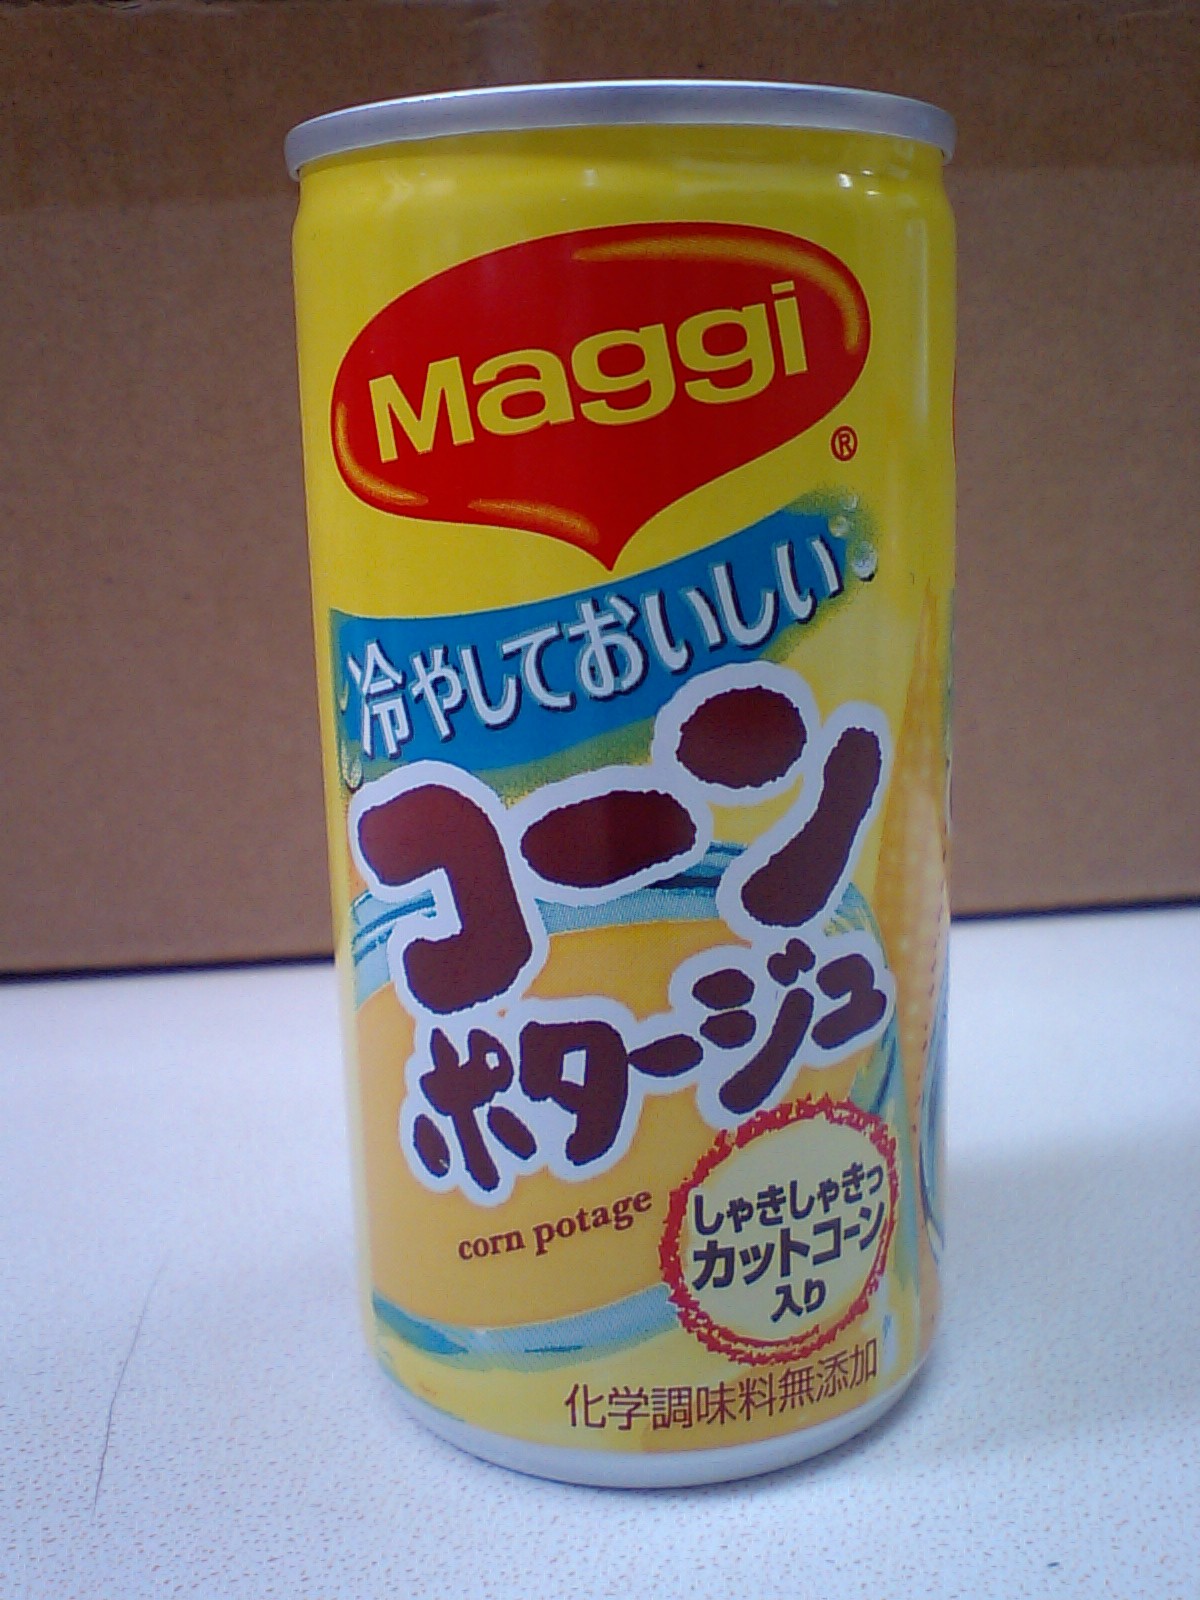 Maggi
®
冷やしておいしい
コーン
ポタージュ
corn potage
しゃきしゃきっ
カットコーン
入り
化学調味料無添加